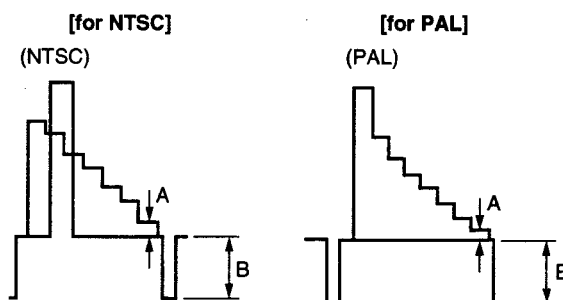 [for NTSC]
(NTSC)
A
B
[for PAL]
(PAL)
A
B